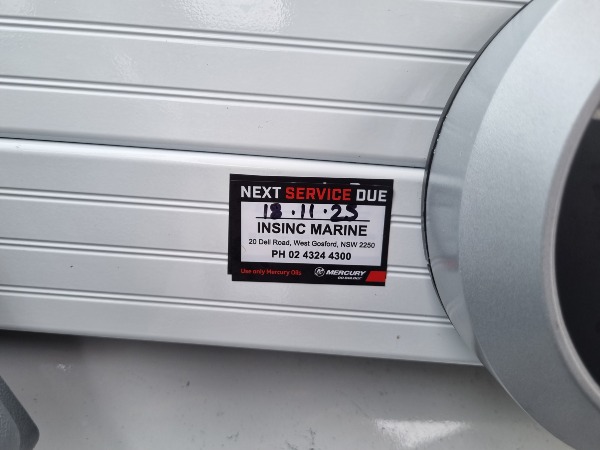 NEXT SERVICE DUE
18.11.25
INSINC MARINE
20 Dell Road, West Gosford, NSW 2250
PH 02 4324 4300
Use only Mercury Oils
MERCURY